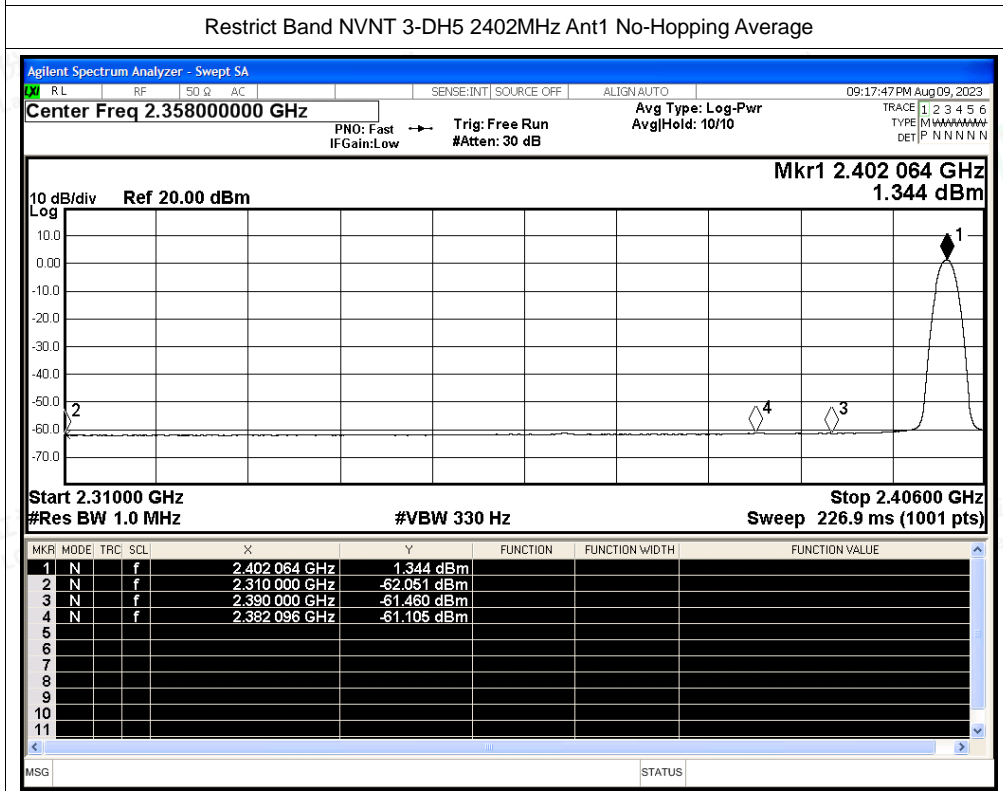 Restrict Band NVNT 3-DH5 2402MHz Ant1 No-Hopping Average
Agilent Spectrum Analyzer - Swept SA
LXI RL RF 50 Ω AC SENSE:INT SOURCE OFF ALIGN AUTO 09:17:47 PM Aug 09, 2023
Center Freq 2.358000000 GHz Avg Type: Log-Pwr TRACE 1 2 3 4 5 6
PNO: Fast Trig: Free Run Avg|Hold: 10/10 TYPE M WWWWW
IFGain:Low #Atten: 30 dB DET P N N N N N
Mkr1 2.402 064 GHz
10 dB/div Ref 20.00 dBm 1.344 dBm
Log
10.0
1
0.00
-10.0
-20.0
-30.0
-40.0
-50.0
2 4 3
-60.0
-70.0
Start 2.31000 GHz Stop 2.40600 GHz
#Res BW 1.0 MHz #VBW 330 Hz Sweep 226.9 ms (1001 pts)
MKR MODE TRC SCL X Y FUNCTION FUNCTION WIDTH FUNCTION VALUE
1 N f 2.402 064 GHz 1.344 dBm
2 N f 2.310 000 GHz -62.051 dBm
3 N f 2.390 000 GHz -61.460 dBm
4 N f 2.382 096 GHz -61.105 dBm
5
6
7
8
9
10
11
MSG STATUS